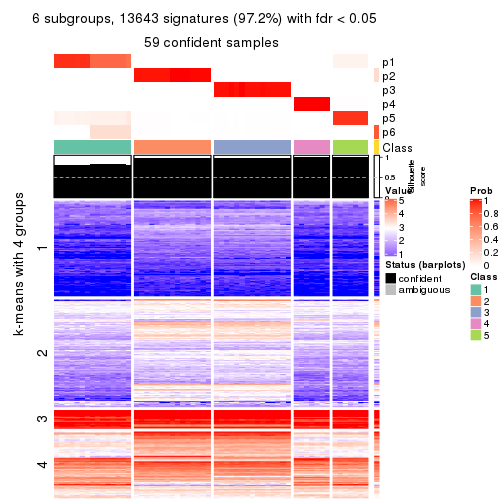 6 subgroups, 13643 signatures (97.2%) with fdr < 0.05
59 confident samples
p1
p2
p3
p4
p5
p6
Class
1
0.5
0
Silhouette
score
k-means with 4 groups
1
2
3
4
Value
5
4
3
2
1
Status (barplots)
confident
ambiguous
Prob
1
0.8
0.6
0.4
0.2
0
Class
1
2
3
4
5